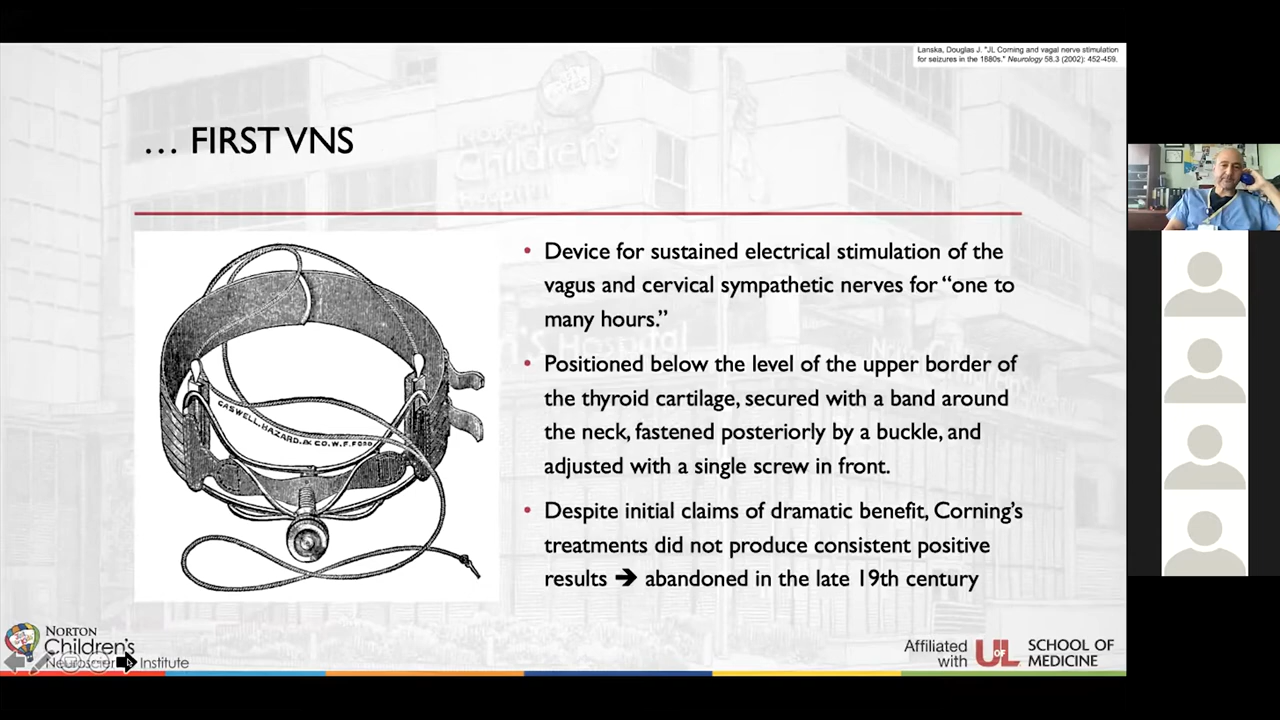 Lanska, Douglas J. "JL Corning and vagal nerve stimulation
for seizures in the 1880s." Neurology 58.3 (2002): 452-459.
… FIRST VNS
• Device for sustained electrical stimulation of the
vagus and cervical sympathetic nerves for “one to
many hours.”
• Positioned below the level of the upper border of
the thyroid cartilage, secured with a band around
the neck, fastened posteriorly by a buckle, and
adjusted with a single screw in front.
• Despite initial claims of dramatic benefit, Corning’s
treatments did not produce consistent positive
results ➔ abandoned in the late 19th century
CASWELL, HAZARD, & CO. W. F. FORD
NORTON
Children's
Institute
Affiliated
with
UofL
SCHOOL OF
MEDICINE